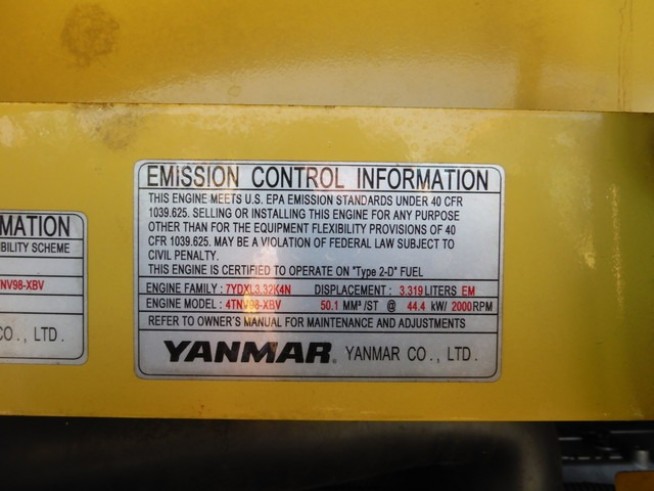 MATION
BILITY SCHEME
NV98-XBV
CO., LTD.
EMISSION CONTROL INFORMATION
THIS ENGINE MEETS U.S. EPA EMISSION STANDARDS UNDER 40 CFR
1039.625. SELLING OR INSTALLING THIS ENGINE FOR ANY PURPOSE
OTHER THAN FOR THE EQUIPMENT FLEXIBILITY PROVISIONS OF 40
CFR 1039.625. MAY BE A VIOLATION OF FEDERAL LAW SUBJECT TO
CIVIL PENALTY.
THIS ENGINE IS CERTIFIED TO OPERATE ON "Type 2-D" FUEL
ENGINE FAMILY : 7YDXL3.32K4N DISPLACEMENT : 3.319 LITERS EM
ENGINE MODEL : 4TNV98-XBV 50.1 MM³ /ST @ 44.4 kW/ 2000 RPM
REFER TO OWNER'S MANUAL FOR MAINTENANCE AND ADJUSTMENTS
YANMAR® YANMAR CO., LTD.